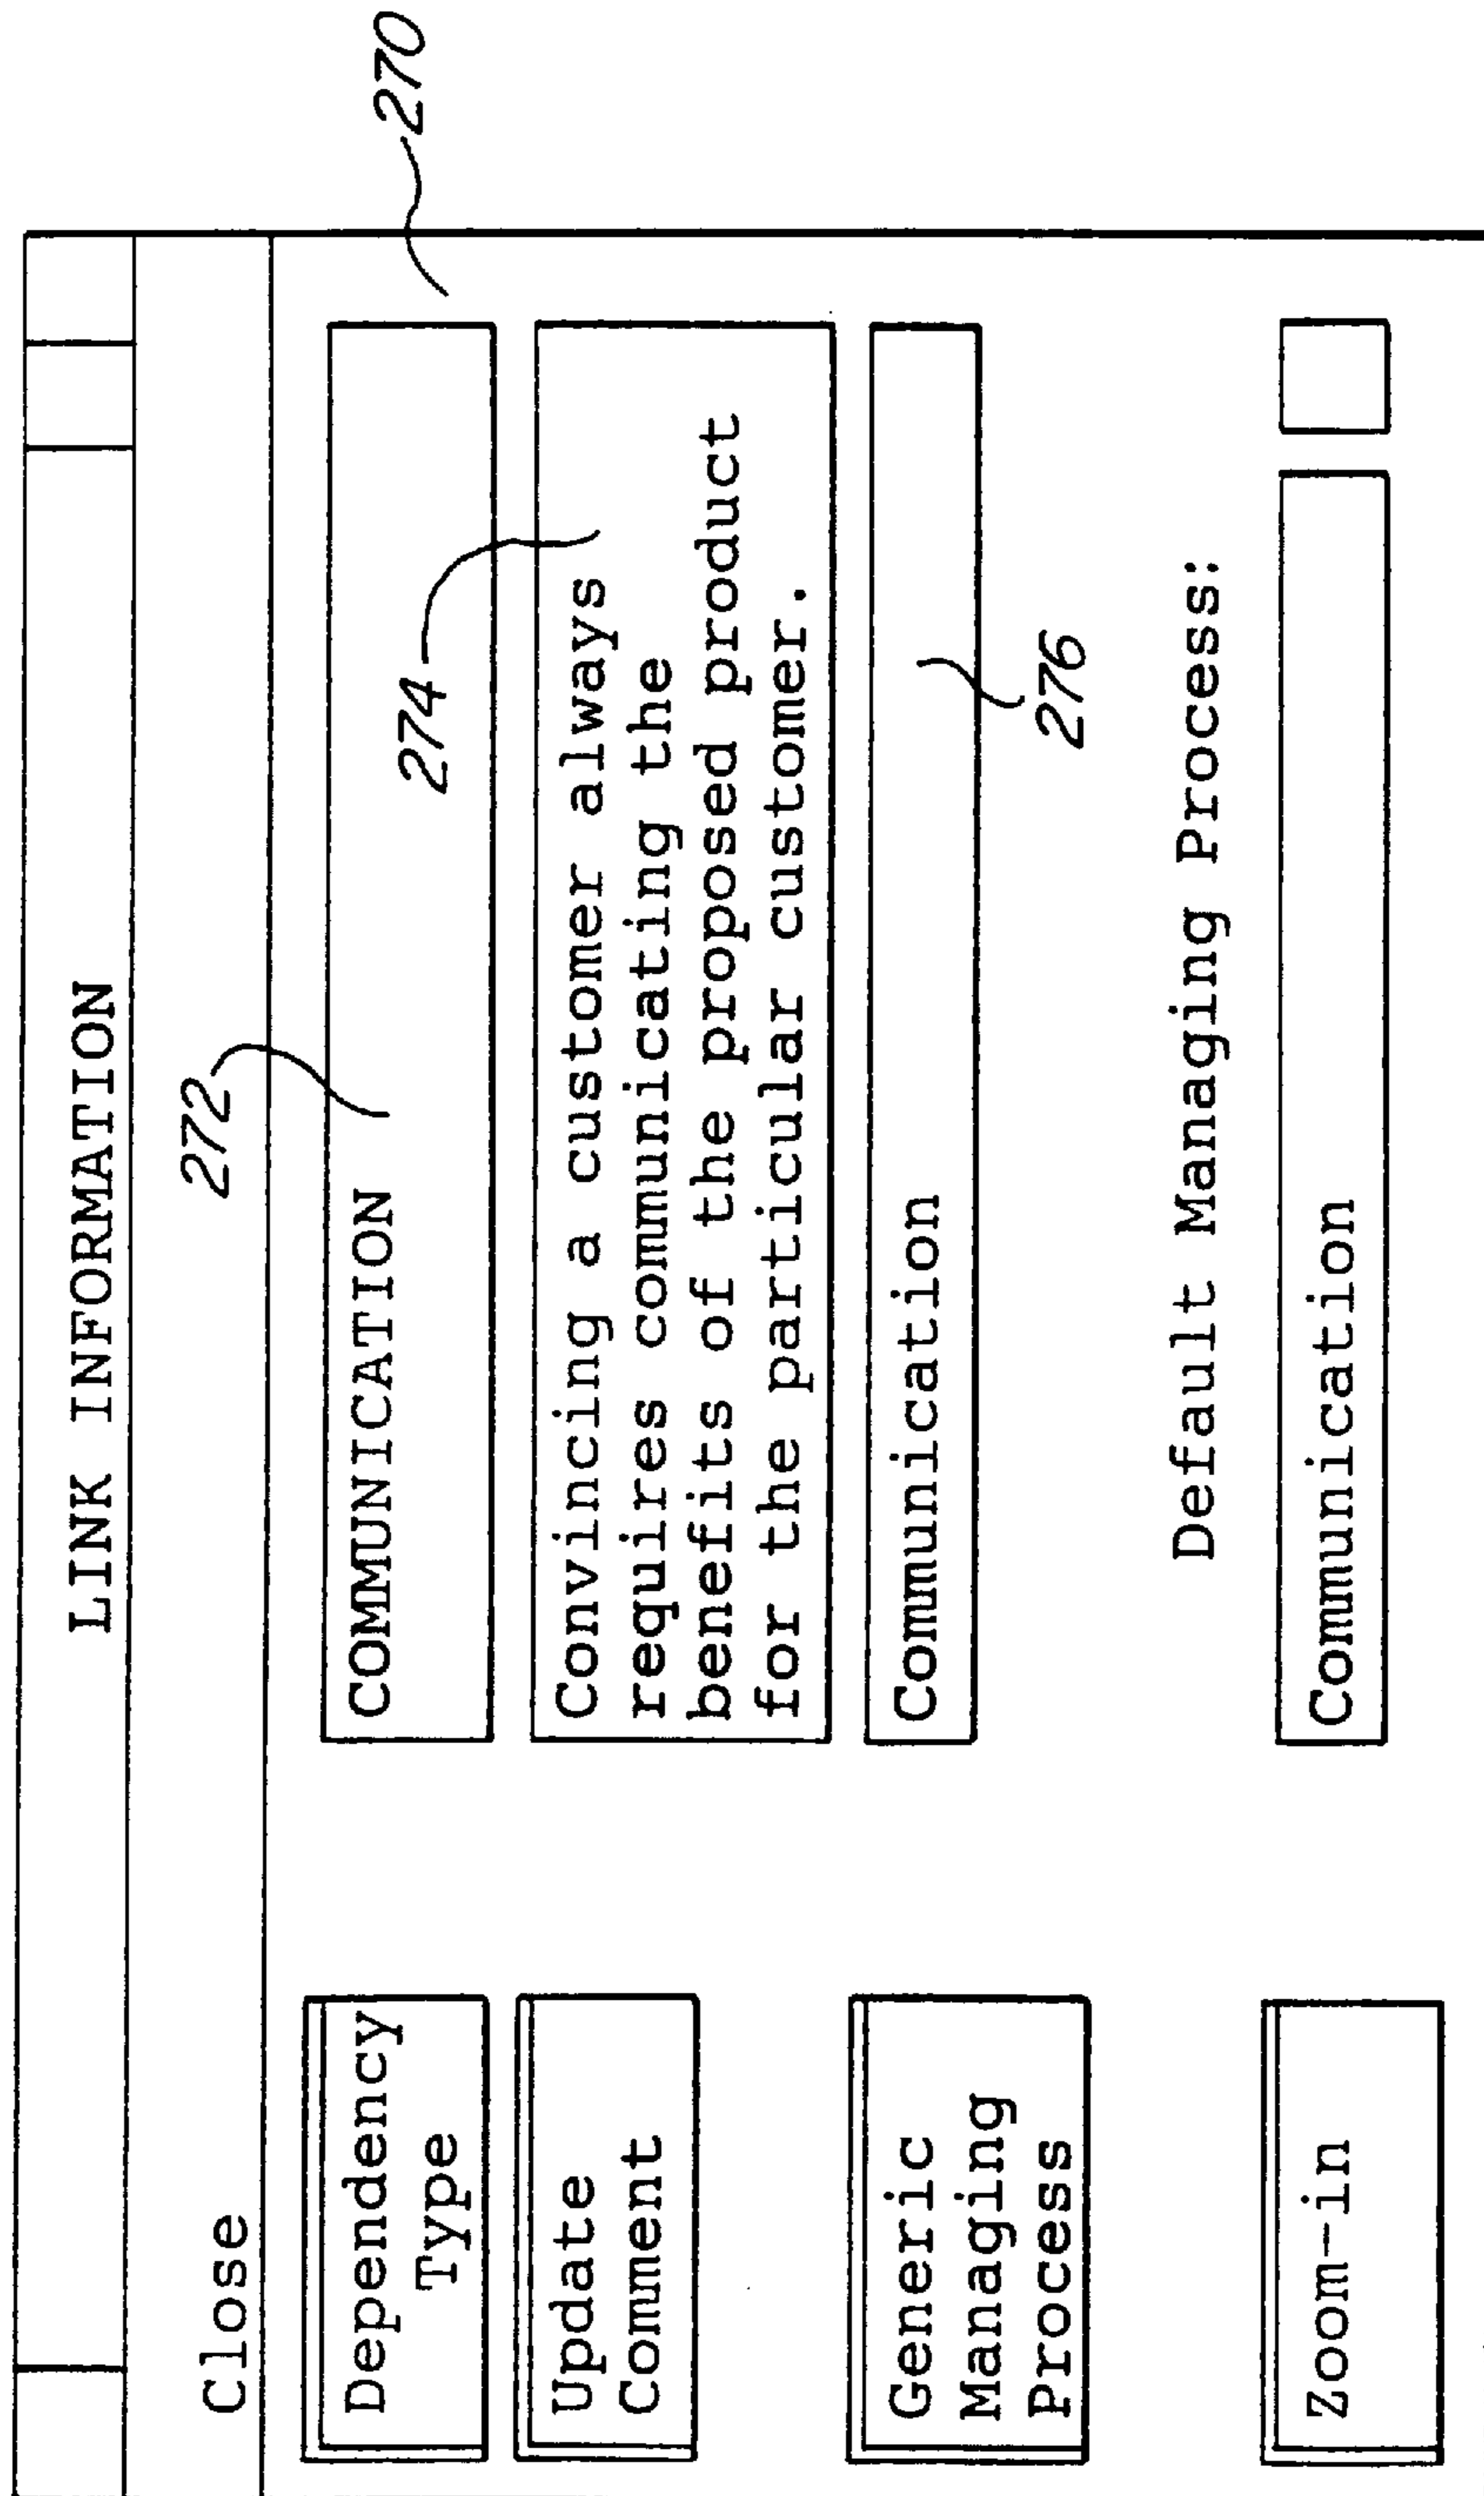 LINK INFORMATION
270
Close
272
Dependency
Type
COMMUNICATION
274
Update
Comment
Convincing a customer always
requires communicating the
benefits of the proposed product
for the particular customer.
Generic
Managing
Process
Communication
276
Default Managing Process:
Zoom-in
Communication